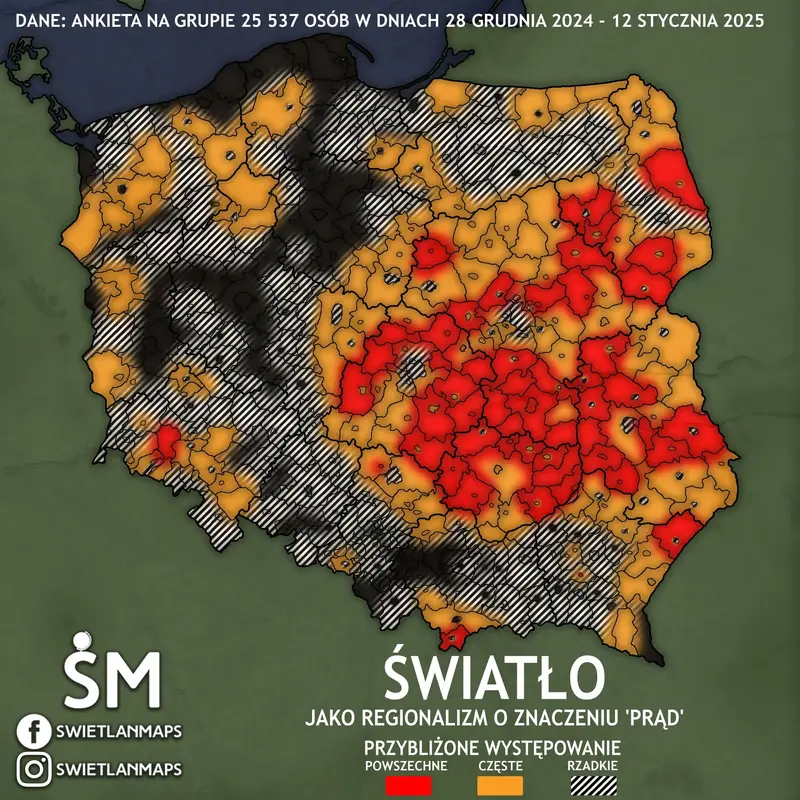 DANE: ANKIETA NA GRUPIE 25 537 OSÓB W DNIACH 28 GRUDNIA 2024 - 12 STYCZNIA 2025
ŚM
SWIETLANMAPS
SWIETLANMAPS
ŚWIATŁO
JAKO REGIONALIZM O ZNACZENIU 'PRĄD'
PRZYBLIŻONE WYSTĘPOWANIE
POWSZECHNE CZĘSTE RZADKIE